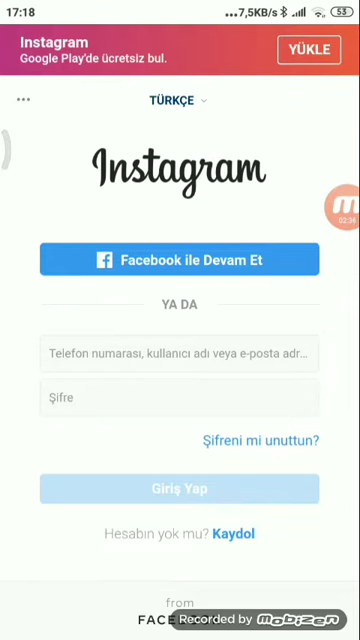 17:18
...7,5KB/s
53
Instagram
Google Play'de ücretsiz bul.
YÜKLE
TÜRKÇE
Instagram
02:36
Facebook ile Devam Et
YA DA
Telefon numarası, kullanıcı adı veya e-posta adr...
Şifre
Şifreni mi unuttun?
Giriş Yap
Hesabın yok mu? Kaydol
from
Recorded by mobizen